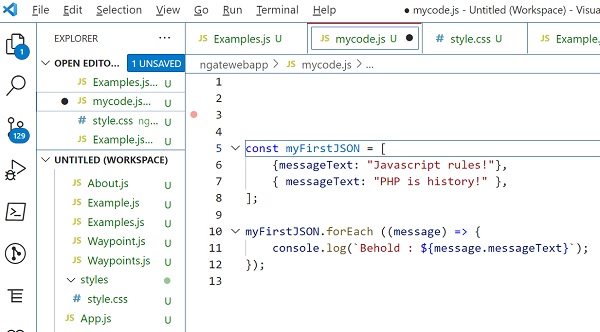 File Edit Selection View Go Run Terminal Help ● mycode.js - Untitled (Workspace) - Visua
EXPLORER ...
JS Examples.js U JS mycode.js U ● # style.css U JS Example.
OPEN EDITO... 1 UNSAVED
ngatewebapp > JS mycode.js > ...
JS Examples.js... U
● JS mycode.js ... U
# style.css ng... U
JS Example.js... U
UNTITLED (WORKSPACE)
JS About.js U
JS Example.js U
JS Examples.js U
JS Waypoint.js U
JS Waypoints.js U
styles
# style.css U
JS App.js U
1
129
1
2
3
4
5 const myFirstJSON = [
6 {messageText: "Javascript rules!"},
7 { messageText: "PHP is history!" },
8 ];
9
10 myFirstJSON.forEach ((message) => {
11 console.log(`Behold : ${message.messageText}`);
12 });
13